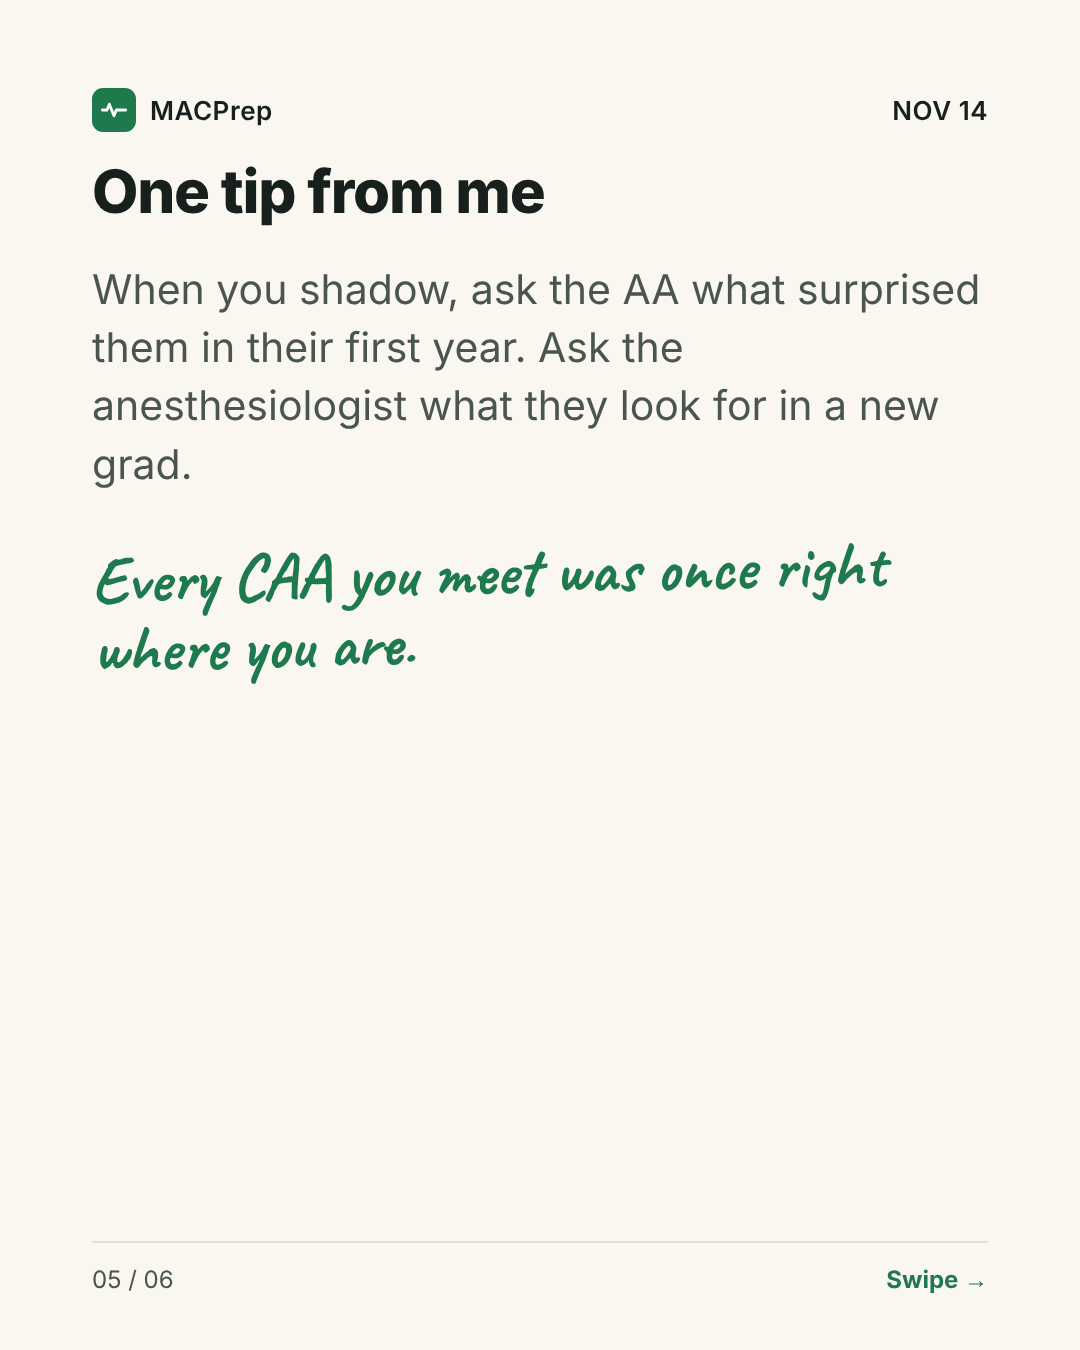 MACPrep
NOV 14
One tip from me
When you shadow, ask the AA what surprised
them in their first year. Ask the
anesthesiologist what they look for in a new
grad.
Every CAA you meet was once right
where you are.
05 / 06
Swipe →